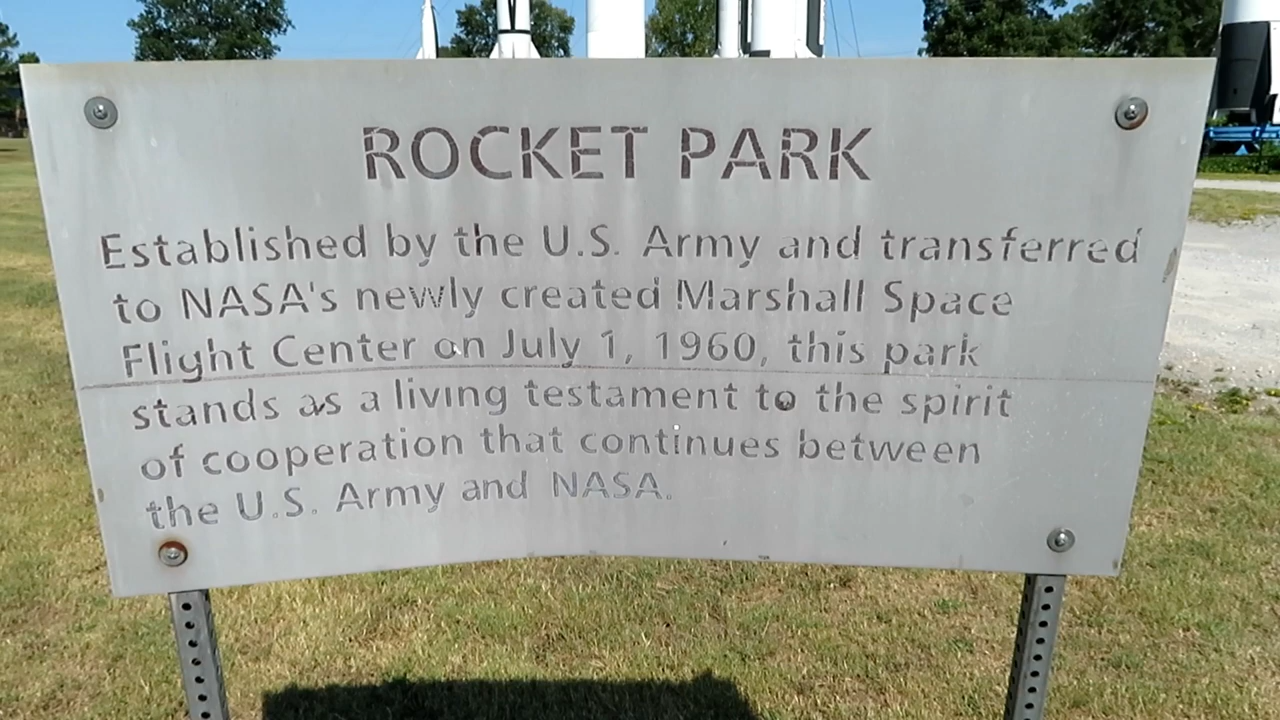 ROCKET PARK
Established by the U.S. Army and transferred
to NASA's newly created Marshall Space
Flight Center on July 1, 1960, this park
stands as a living testament to the spirit
of cooperation that continues between
the U.S. Army and NASA.